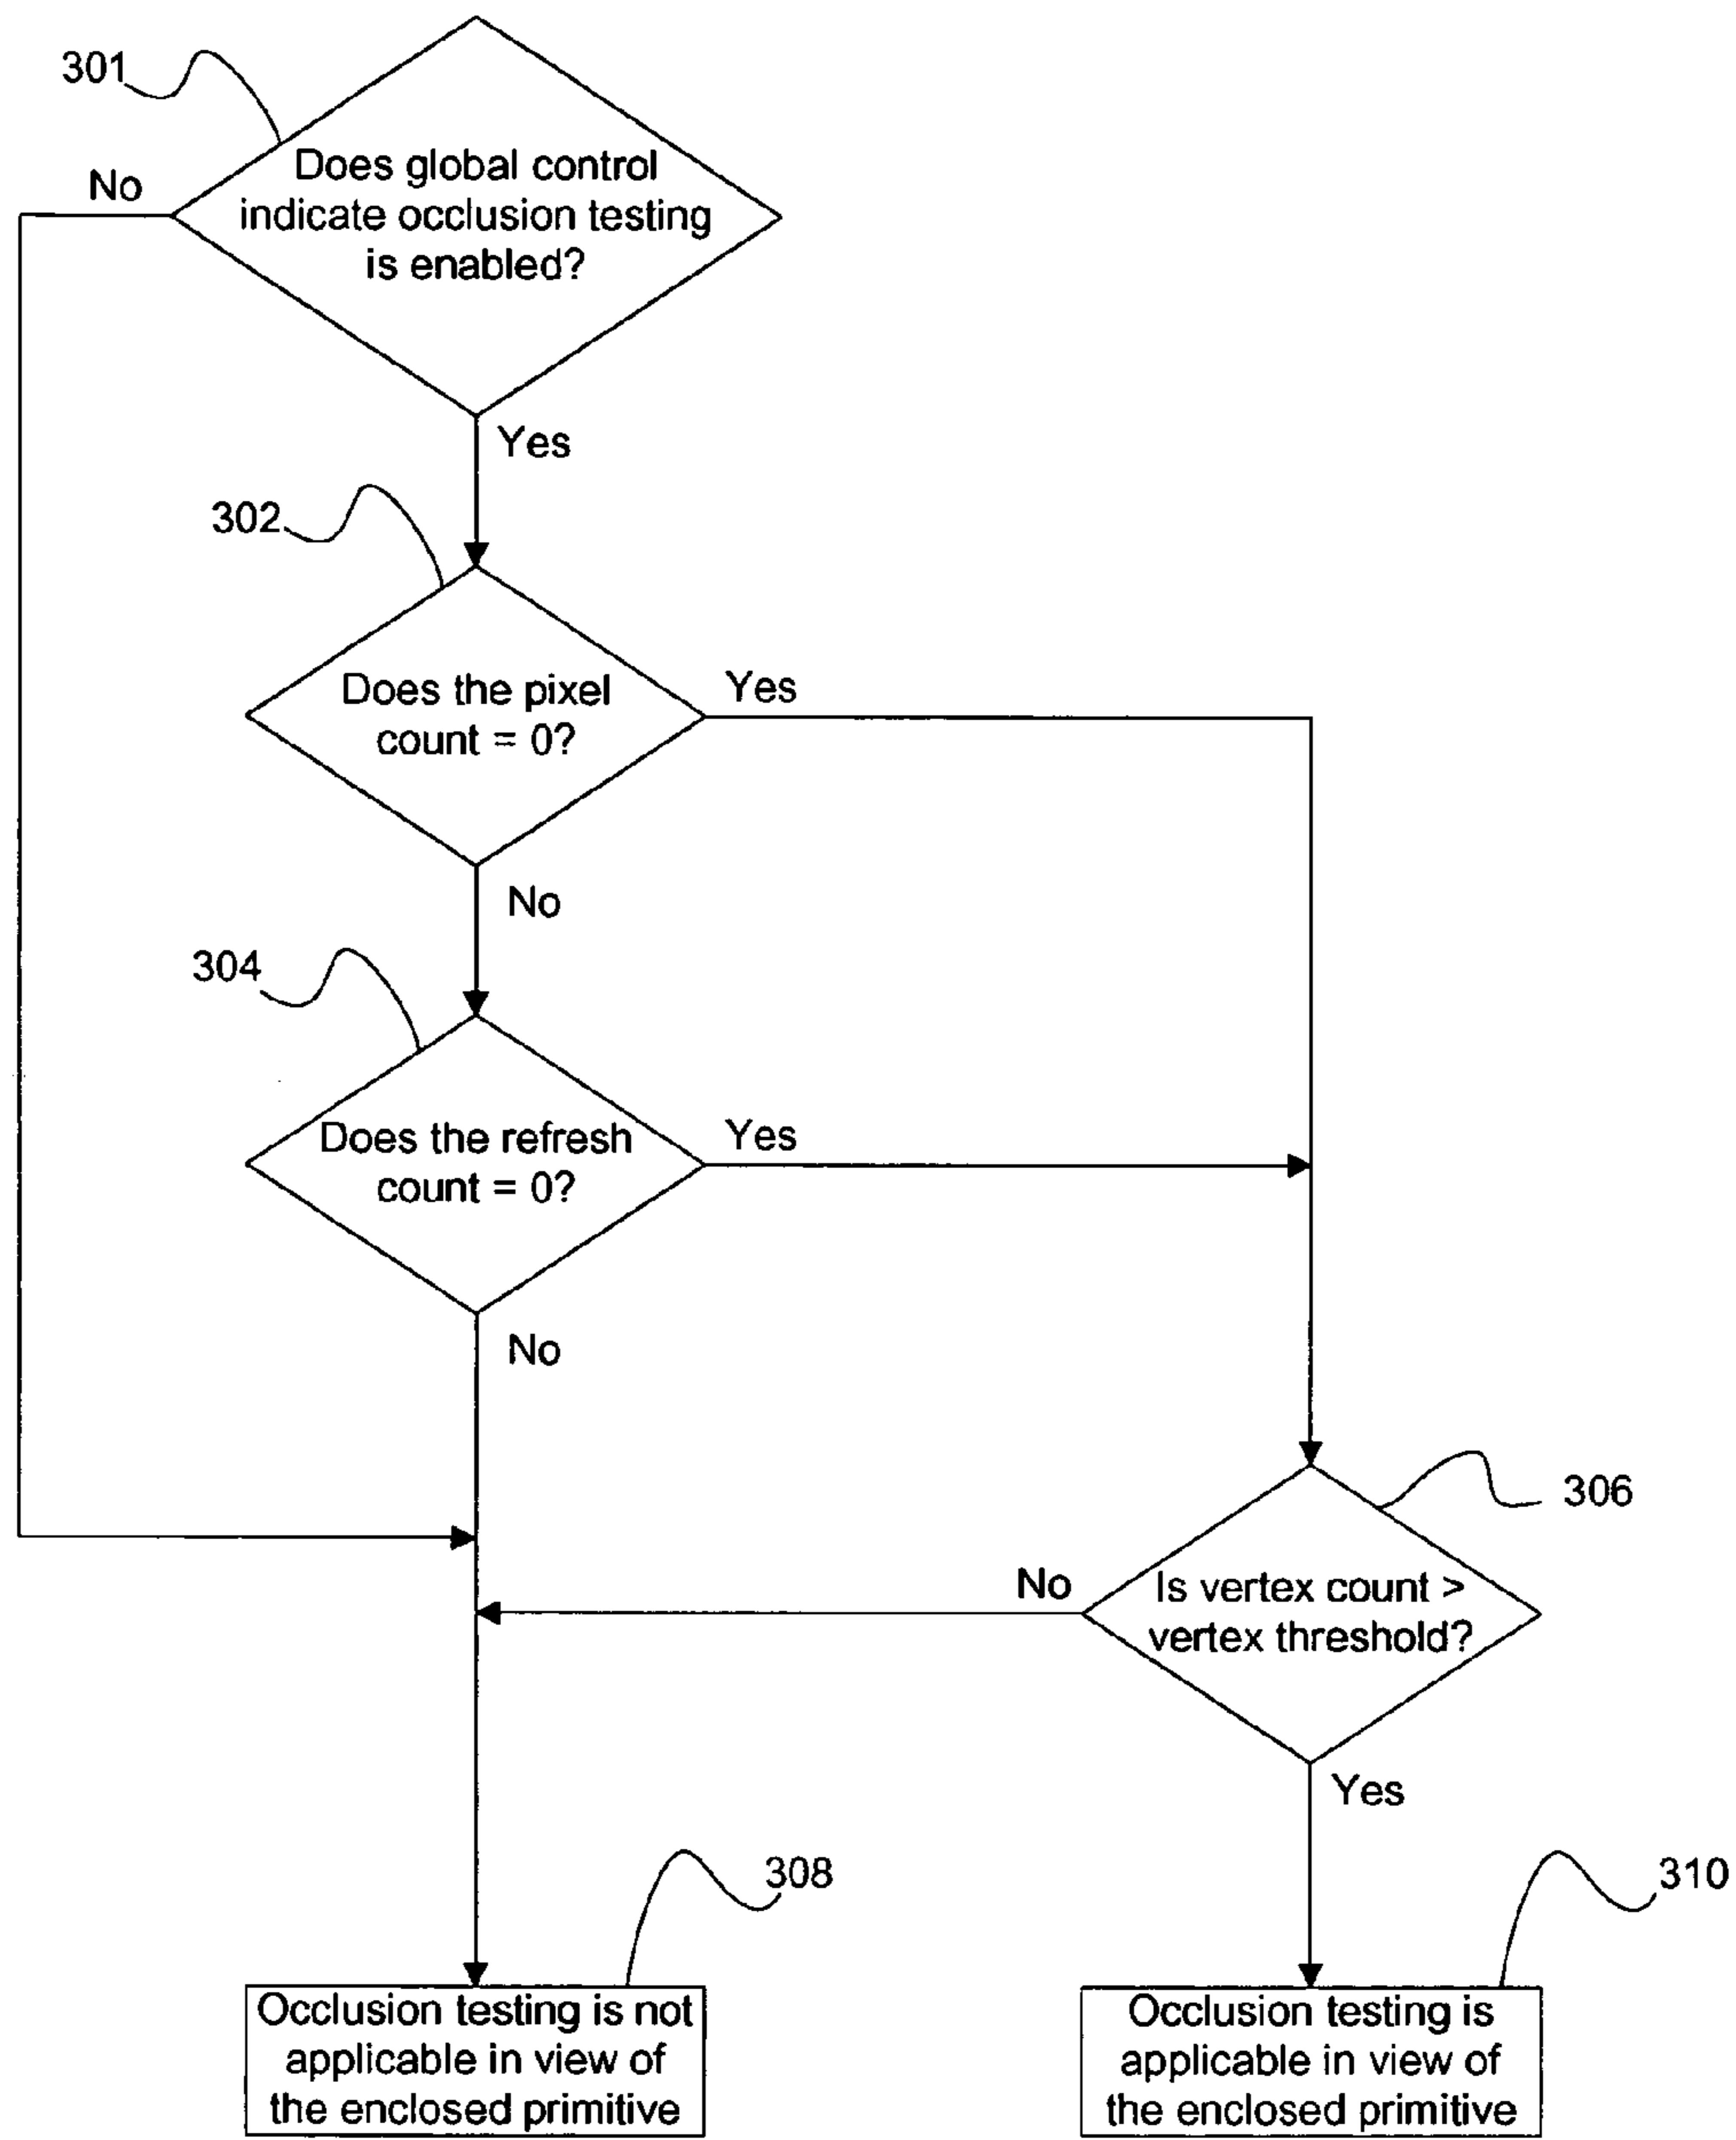 301
No
Does global control
indicate occlusion testing
is enabled?
Yes
302
Does the pixel
count = 0?
Yes
No
304
Does the refresh
count = 0?
Yes
No
306
No
Is vertex count >
vertex threshold?
Yes
308
310
Occlusion testing is not
applicable in view of
the enclosed primitive
Occlusion testing is
applicable in view of
the enclosed primitive